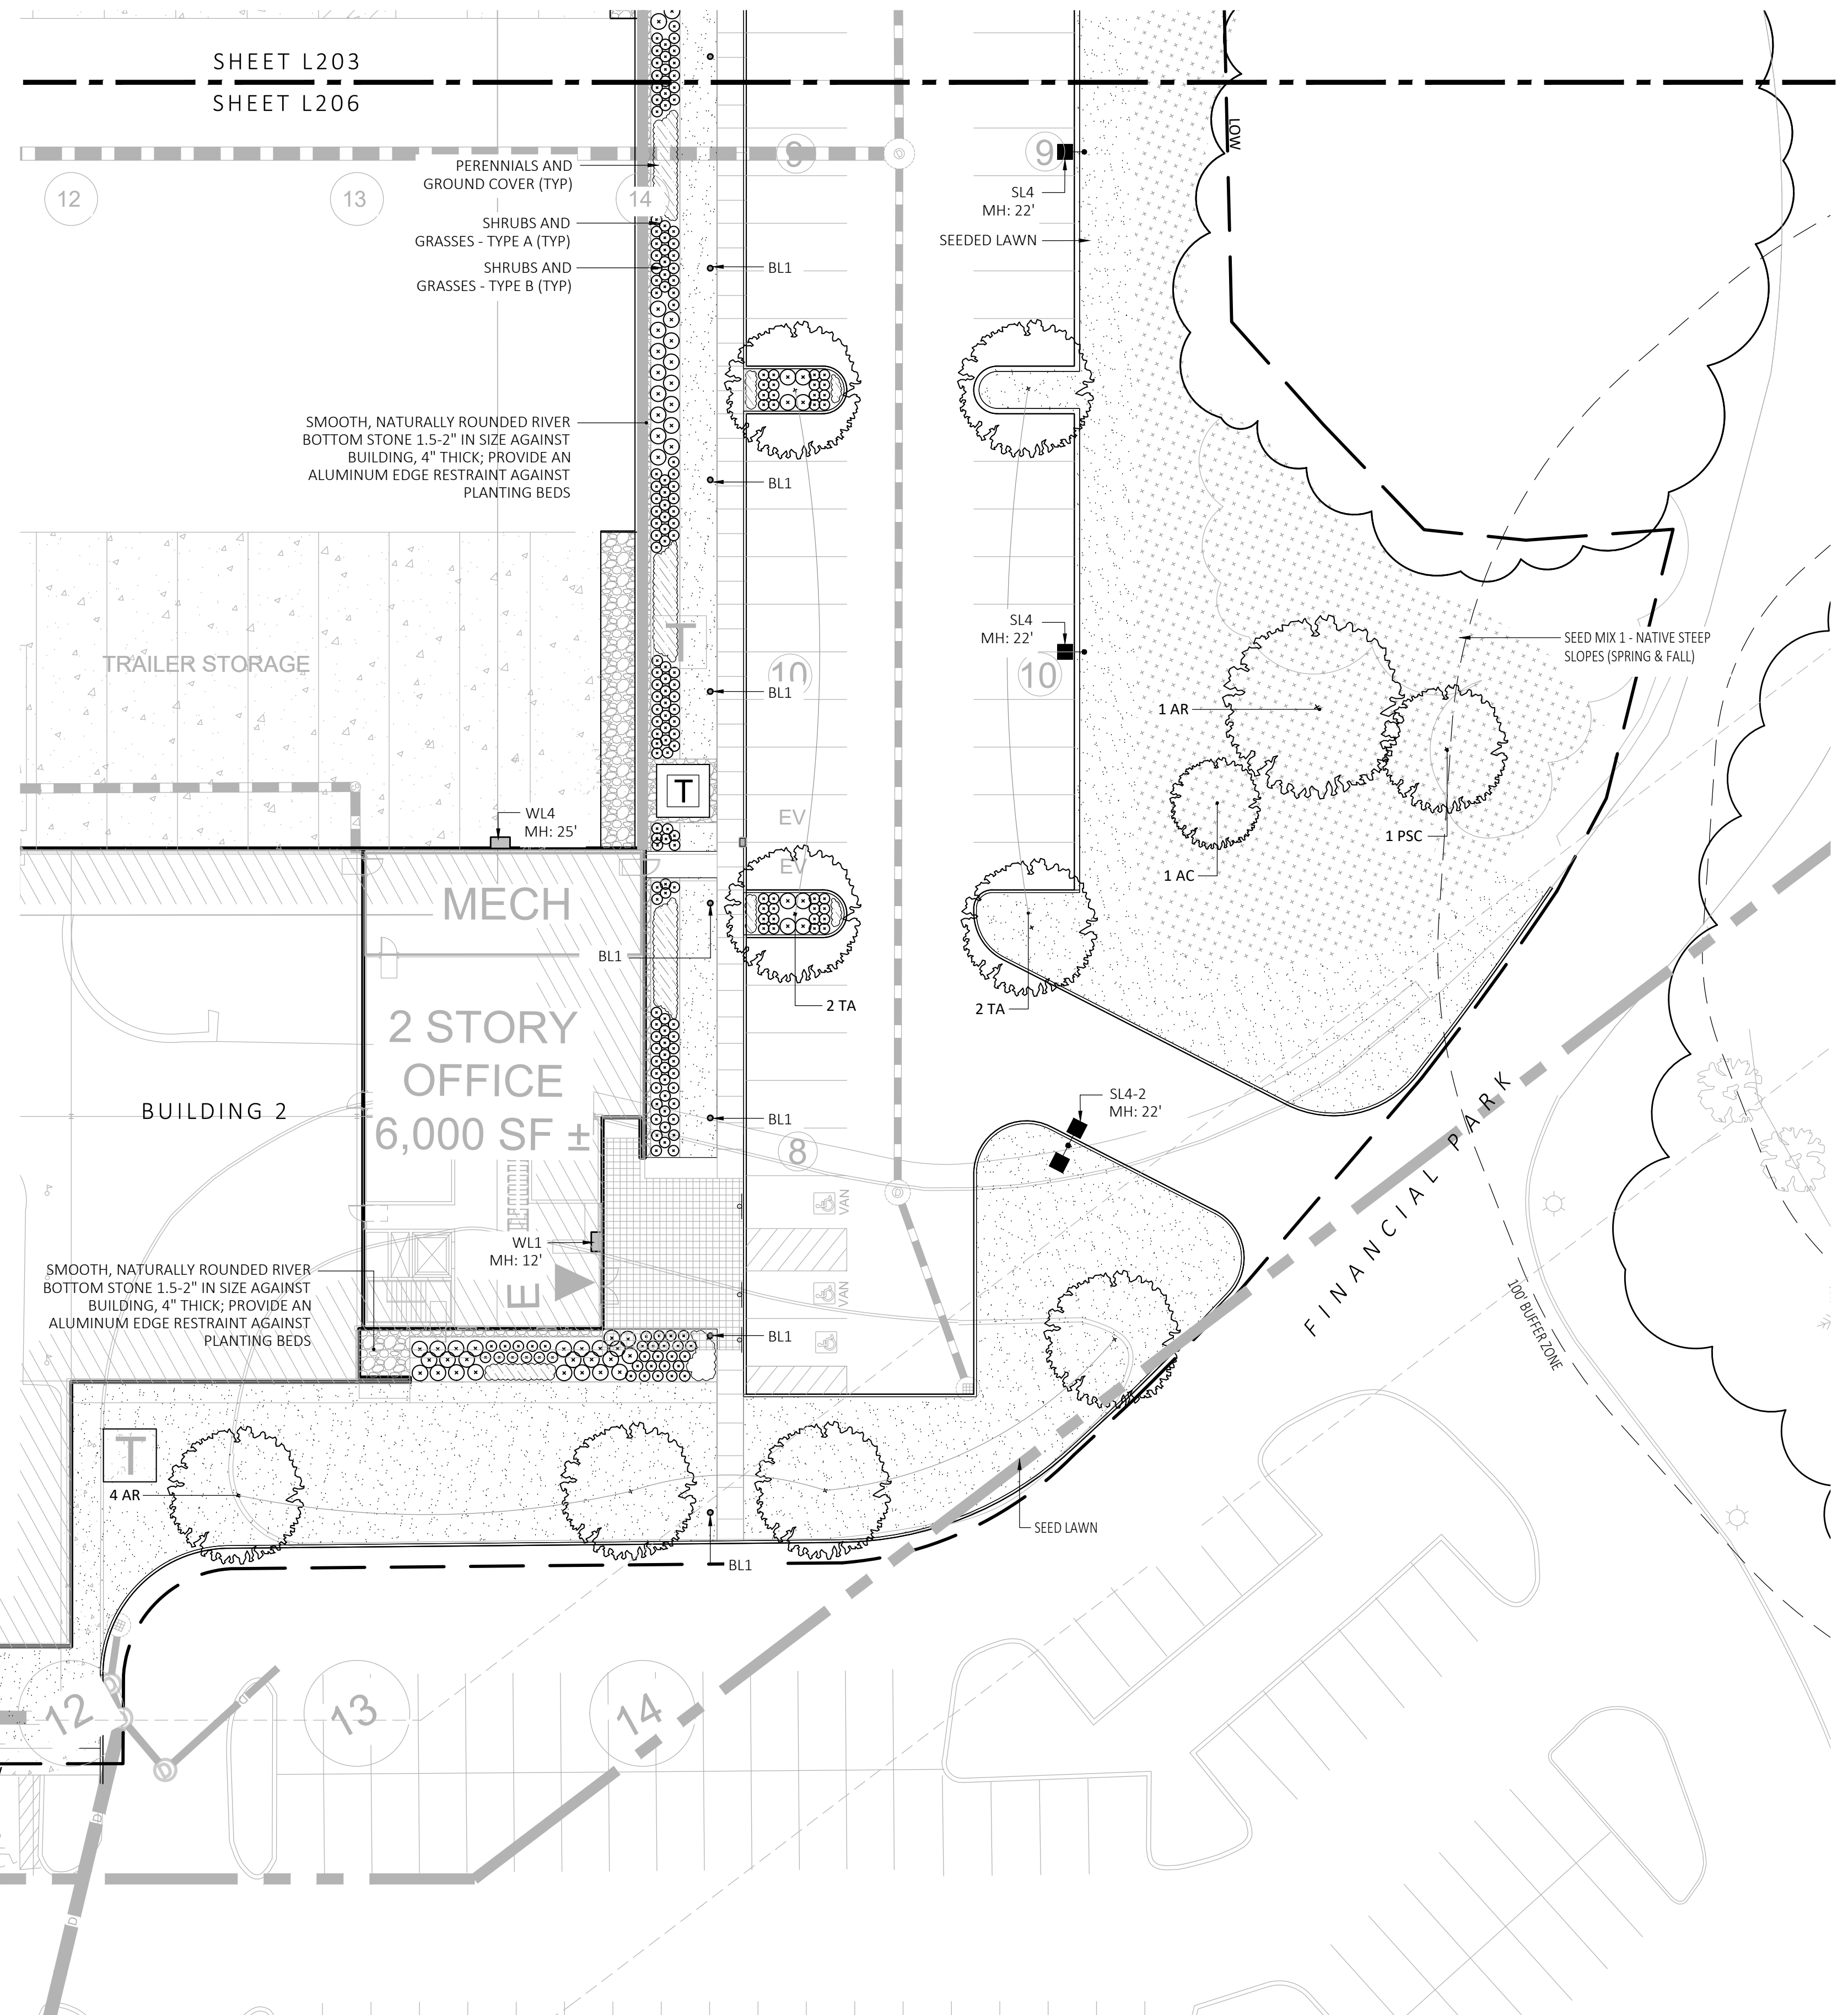 SHEET L203
SHEET L206
PERENNIALS AND
GROUND COVER (TYP)
12
13
14
9
9
LOW
SL4
MH: 22'
SHRUBS AND
GRASSES - TYPE A (TYP)
SEEDED LAWN
SHRUBS AND
GRASSES - TYPE B (TYP)
BL1
SMOOTH, NATURALLY ROUNDED RIVER
BOTTOM STONE 1.5-2" IN SIZE AGAINST
BUILDING, 4" THICK; PROVIDE AN
ALUMINUM EDGE RESTRAINT AGAINST
PLANTING BEDS
BL1
SL4
MH: 22'
T
SEED MIX 1 - NATIVE STEEP
SLOPES (SPRING & FALL)
TRAILER STORAGE
10
10
BL1
1 AR
T
WL4
MH: 25'
EV
1 PSC
EV
1 AC
MECH
BL1
2 TA
2 TA
2 STORY
OFFICE
6,000 SF ±
BUILDING 2
SL4-2
MH: 22'
BL1
8
FINANCIAL PARK
VAN
WL1
MH: 12'
E
VAN
100' BUFFER ZONE
SMOOTH, NATURALLY ROUNDED RIVER
BOTTOM STONE 1.5-2" IN SIZE AGAINST
BUILDING, 4" THICK; PROVIDE AN
ALUMINUM EDGE RESTRAINT AGAINST
PLANTING BEDS
BL1
T
4 AR
SEED LAWN
BL1
12
13
14
D
D
D